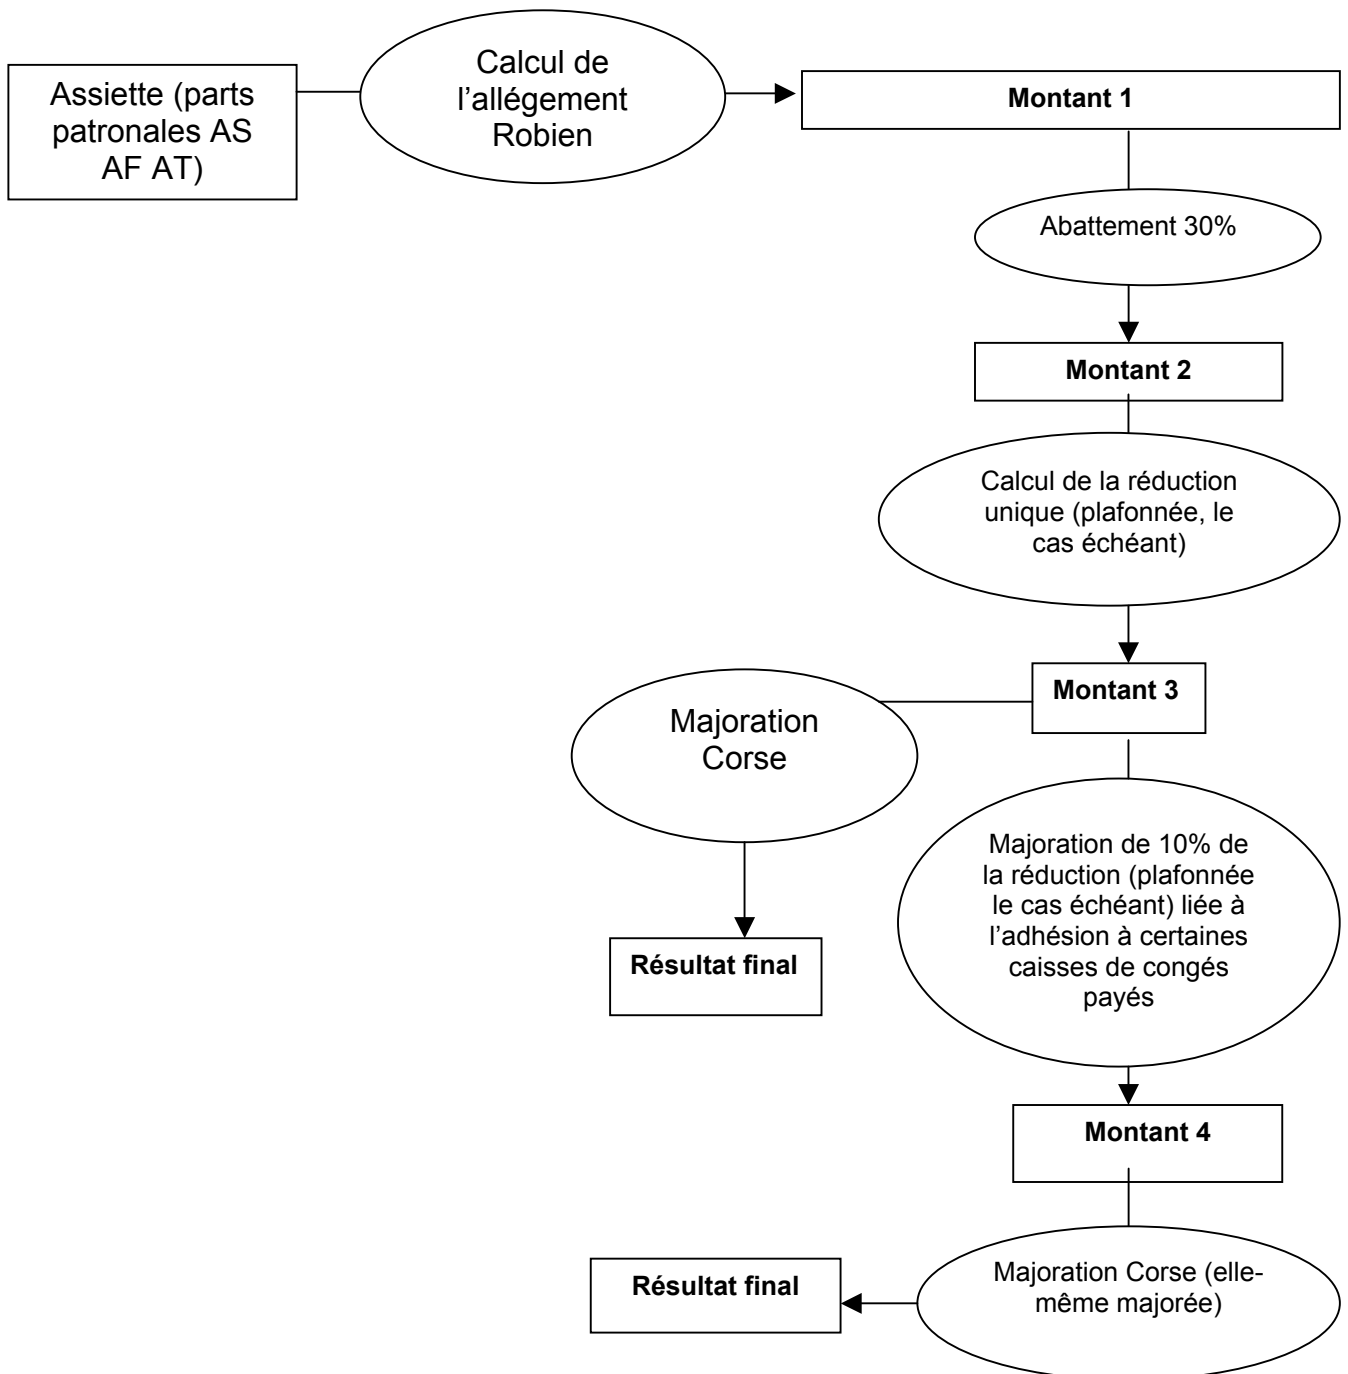 Assiette (parts
patronales AS
AF AT)
Calcul de
l’allégement
Robien
Montant 1
Abattement 30%
Montant 2
Calcul de la réduction
unique (plafonnée, le
cas échéant)
Montant 3
Majoration
Corse
Majoration de 10% de
la réduction (plafonnée
le cas échéant) liée à
l’adhésion à certaines
caisses de congés
payés
Résultat final
Montant 4
Majoration Corse (elle-
même majorée)
Résultat final